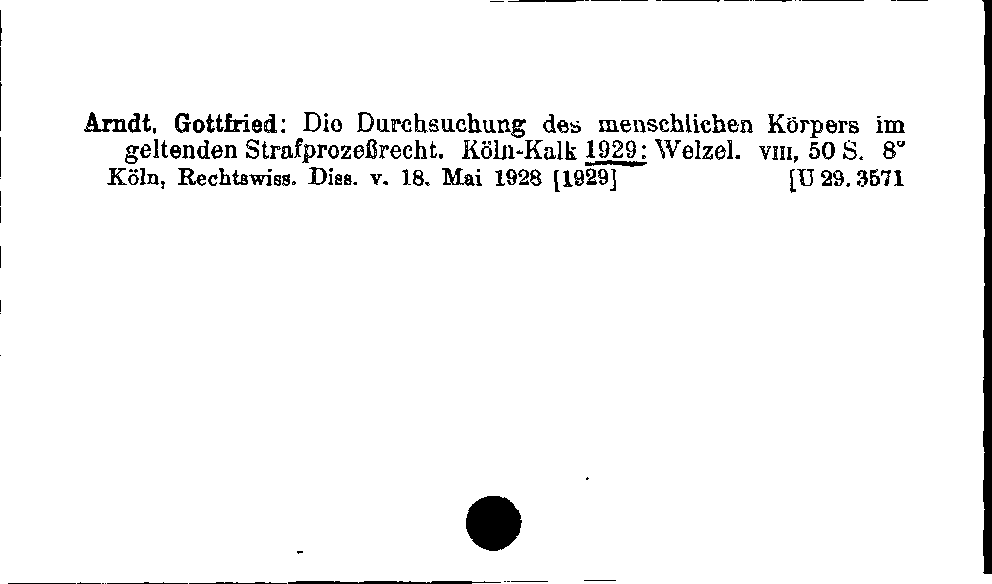 Arndt, Gottfried: Die Durchsuchung des menschlichen Körpers im
geltenden Strafprozeßrecht. Köln-Kalk 1929: Welzel. VIII, 50 S. 8°
Köln, Rechtswiss. Diss. v. 18. Mai 1928 [1929] [U 29. 3571